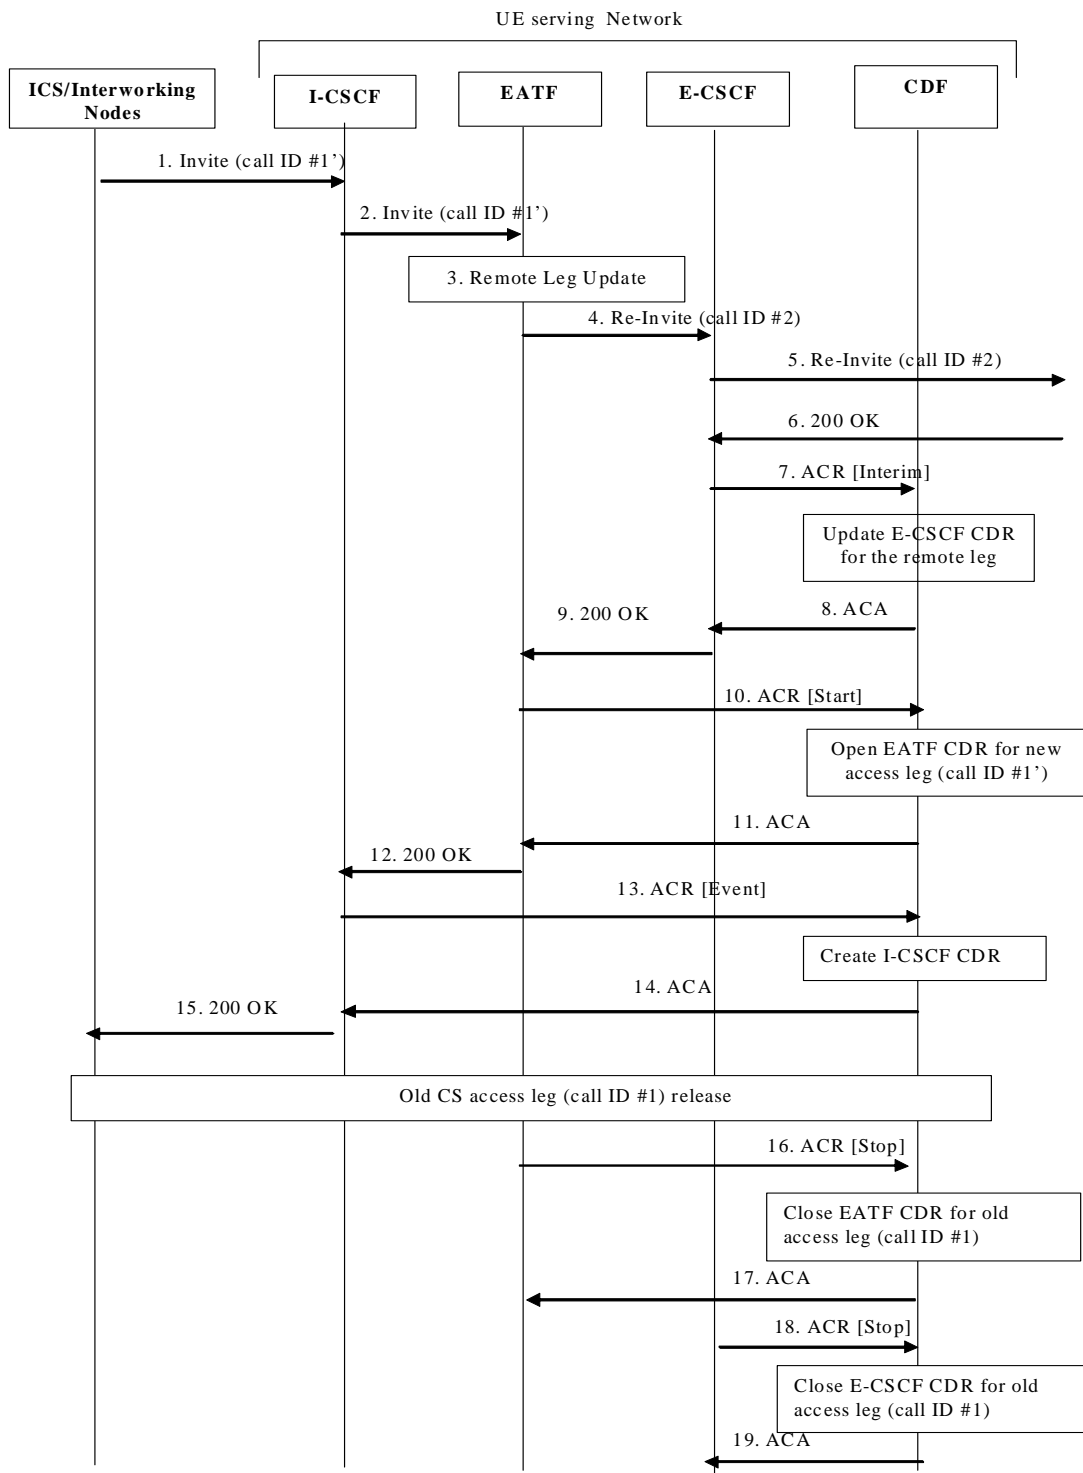 UE serving Network
ICS/Interworking
Nodes
I-CSCF
EATF
E-CSCF
CDF
1. Invite (call ID #1')
2. Invite (call ID #1')
3. Remote Leg Update
4. Re-Invite (call ID #2)
5. Re-Invite (call ID #2)
6. 200 OK
7. ACR [Interim]
Update E-CSCF CDR
for the remote leg
8. ACA
9. 200 OK
10. ACR [Start]
Open EATF CDR for new
access leg (call ID #1’)
11. ACA
12. 200 OK
13. ACR [Event]
Create I-CSCF CDR
14. ACA
15. 200 OK
Old CS access leg (call ID #1) release
16. ACR [Stop]
Close EATF CDR for old
access leg (call ID #1)
17. ACA
18. ACR [Stop]
Close E-CSCF CDR for old
access leg (call ID #1)
19. ACA